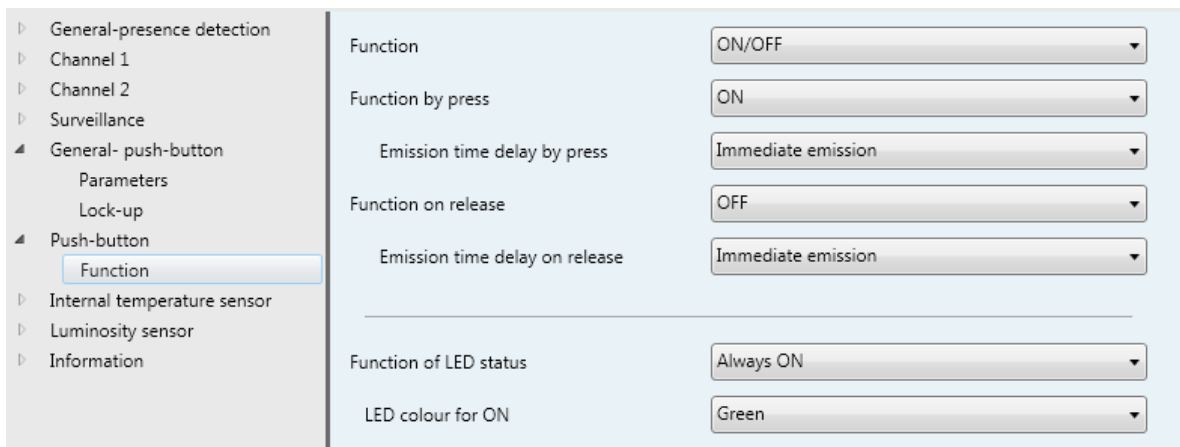 General-presence detection
Channel 1
Channel 2
Surveillance
General- push-button
Parameters
Lock-up
Push-button
Function
Internal temperature sensor
Luminosity sensor
Information
Function ON/OFF
Function by press ON
Emission time delay by press Immediate emission
Function on release OFF
Emission time delay on release Immediate emission
Function of LED status Always ON
LED colour for ON Green